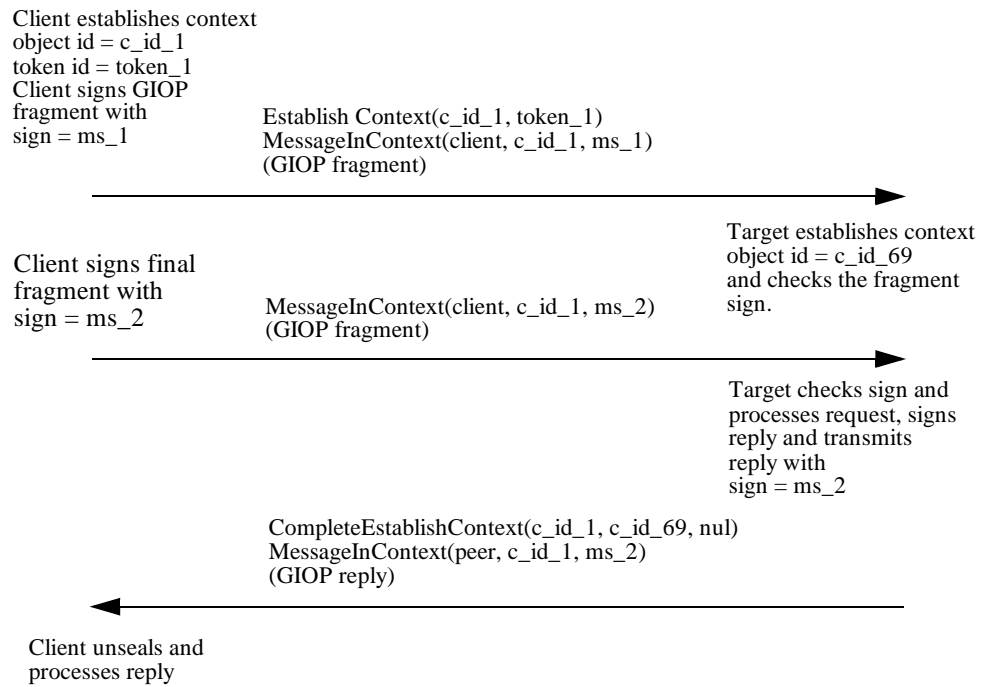 Client establishes context
object id = c_id_1
token id = token_1
Client signs GIOP
fragment with
sign = ms_1
Establish Context(c_id_1, token_1)
MessageInContext(client, c_id_1, ms_1)
(GIOP fragment)
Target establishes context
object id = c_id_69
and checks the fragment
sign.
Client signs final
fragment with
sign = ms_2
MessageInContext(client, c_id_1, ms_2)
(GIOP fragment)
Target checks sign and
processes request, signs
reply and transmits
reply with
sign = ms_2
CompleteEstablishContext(c_id_1, c_id_69, nul)
MessageInContext(peer, c_id_1, ms_2)
(GIOP reply)
Client unseals and
processes reply